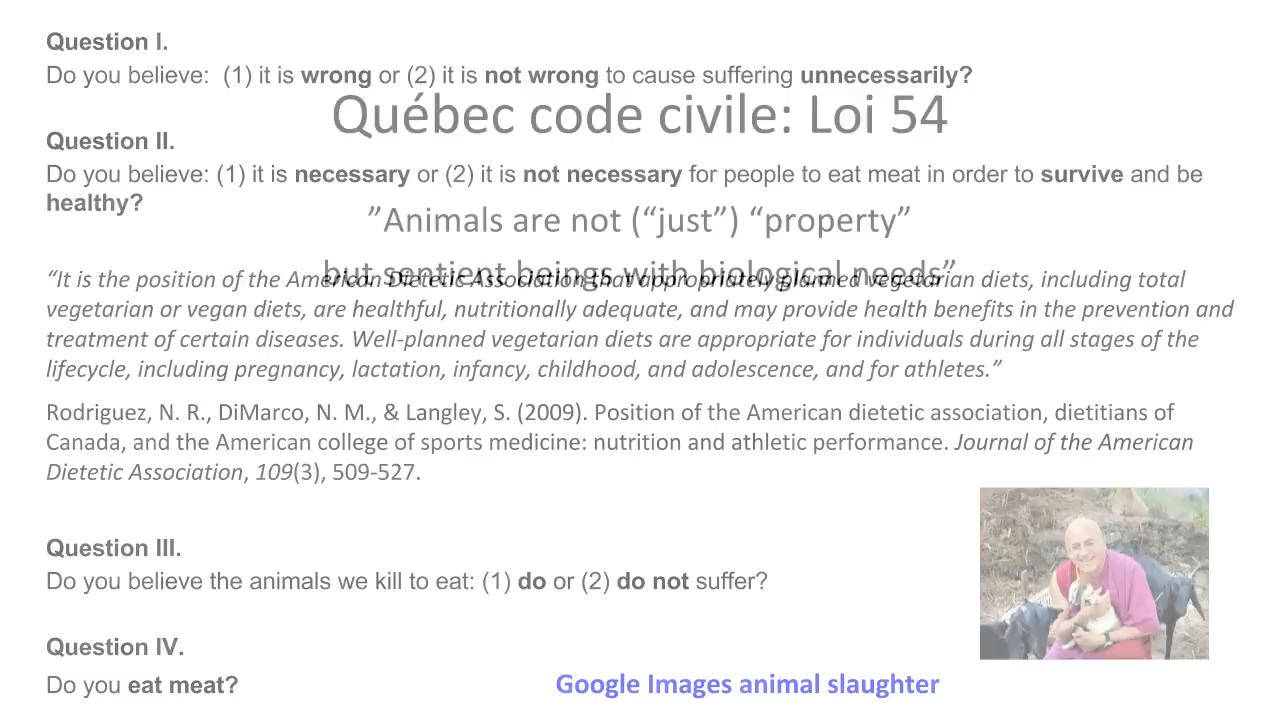 Question I.
Do you believe:  (1) it is wrong or (2) it is not wrong to cause suffering unnecessarily?
Québec code civile: Loi 54
Question II.
Do you believe: (1) it is necessary or (2) it is not necessary for people to eat meat in order to survive and be
healthy?
”Animals are not (“just”) “property”
but sentient beings with biological needs”
“It is the position of the American Dietetic Association that appropriately planned vegetarian diets, including total
vegetarian or vegan diets, are healthful, nutritionally adequate, and may provide health benefits in the prevention and
treatment of certain diseases. Well-planned vegetarian diets are appropriate for individuals during all stages of the
lifecycle, including pregnancy, lactation, infancy, childhood, and adolescence, and for athletes.”
Rodriguez, N. R., DiMarco, N. M., & Langley, S. (2009). Position of the American dietetic association, dietitians of
Canada, and the American college of sports medicine: nutrition and athletic performance. Journal of the American
Dietetic Association, 109(3), 509-527.
Question III.
Do you believe the animals we kill to eat: (1) do or (2) do not suffer?
Question IV.
Do you eat meat?
Google Images animal slaughter